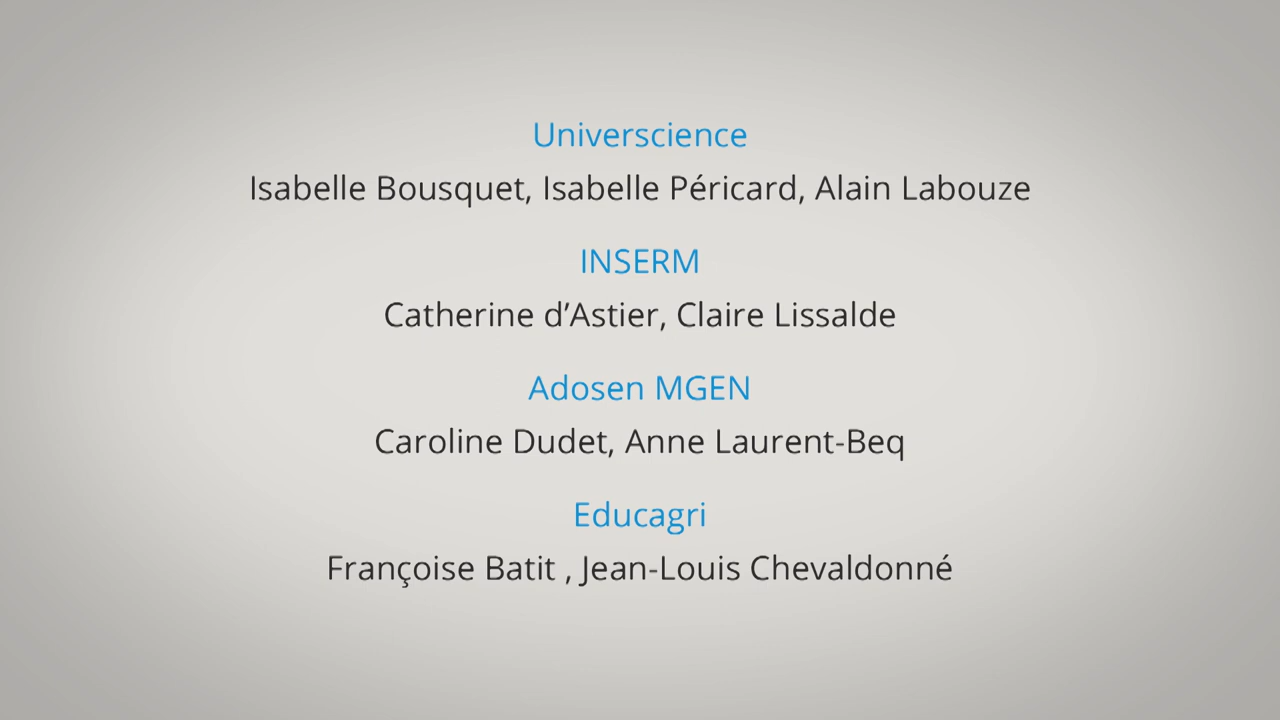 Universcience
Isabelle Bousquet, Isabelle Péricard, Alain Labouze
INSERM
Catherine d’Astier, Claire Lissalde
Adosen MGEN
Caroline Dudet, Anne Laurent-Beq
Educagri
Françoise Batit , Jean-Louis Chevaldonné